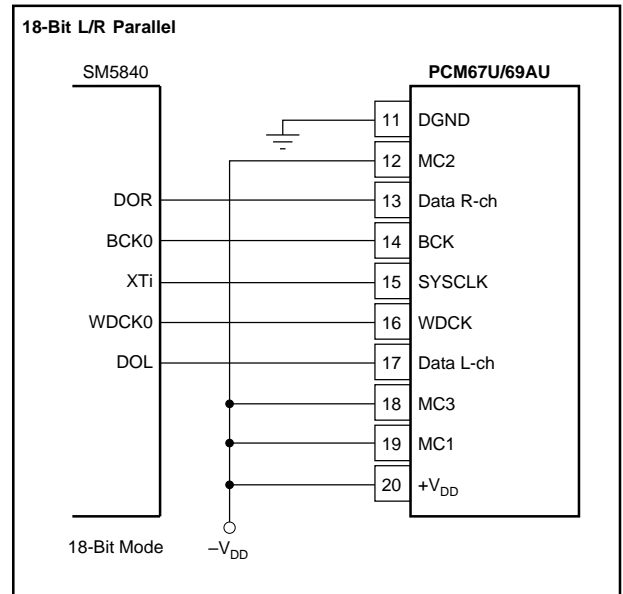 18-Bit L/R Parallel
SM5840
PCM67U/69AU
11 DGND
12 MC2
DOR 13 Data R-ch
BCK0 14 BCK
XTi 15 SYSCLK
WDCK0 16 WDCK
DOL 17 Data L-ch
18 MC3
19 MC1
20 +VDD
18-Bit Mode
–VDD